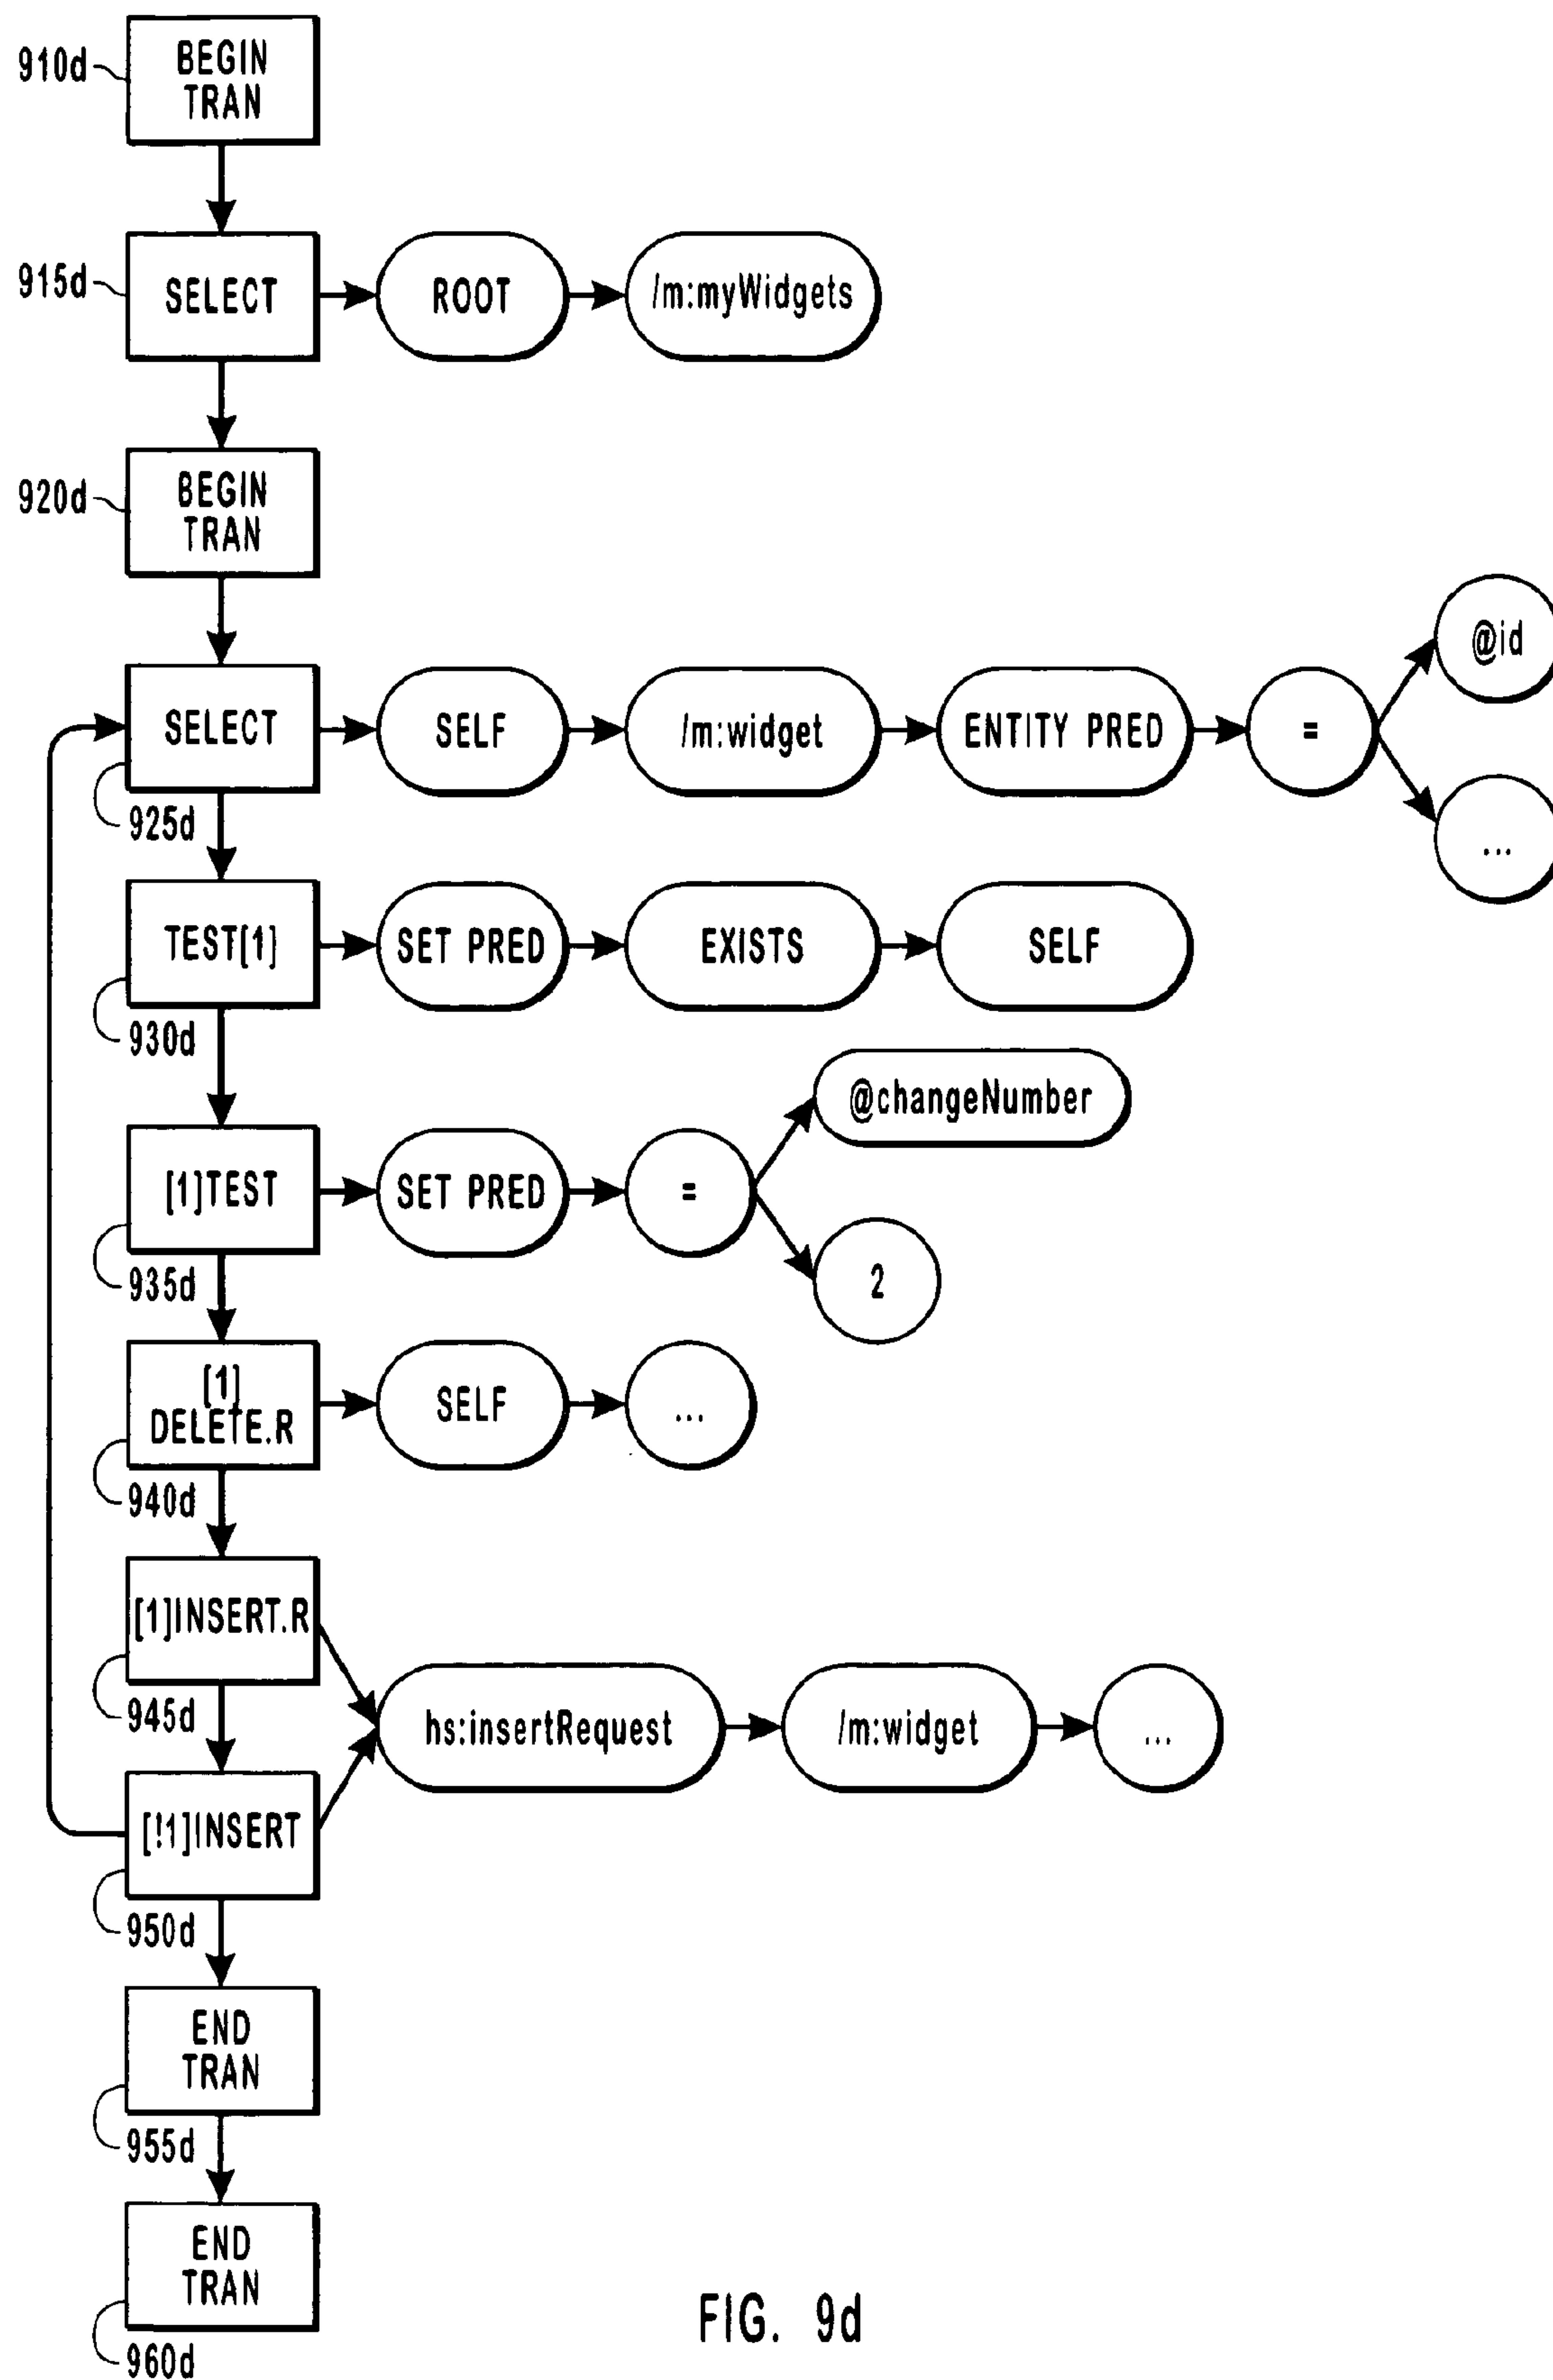 910d
BEGIN
TRAN
915d
SELECT
ROOT
/m:myWidgets
920d
BEGIN
TRAN
925d
SELECT
SELF
/m:widget
ENTITY PRED
=
@id
...
TEST[1]
SET PRED
EXISTS
SELF
930d
[1]TEST
SET PRED
=
@changeNumber
2
935d
[1]
DELETE.R
SELF
...
940d
[1]INSERT.R
945d
hs:insertRequest
/m:widget
...
[!1]INSERT
950d
END
TRAN
955d
END
TRAN
960d
FIG. 9d